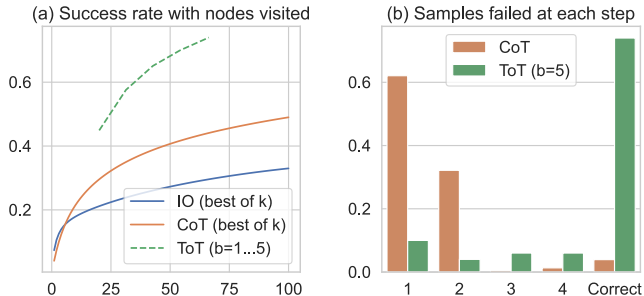 (a) Success rate with nodes visited
0.6
0.4
0.2
0 25 50 75 100
IO (best of k)
CoT (best of k)
ToT (b=1...5)
(b) Samples failed at each step
0.6
0.4
0.2
0.0
1 2 3 4 Correct
CoT
ToT (b=5)